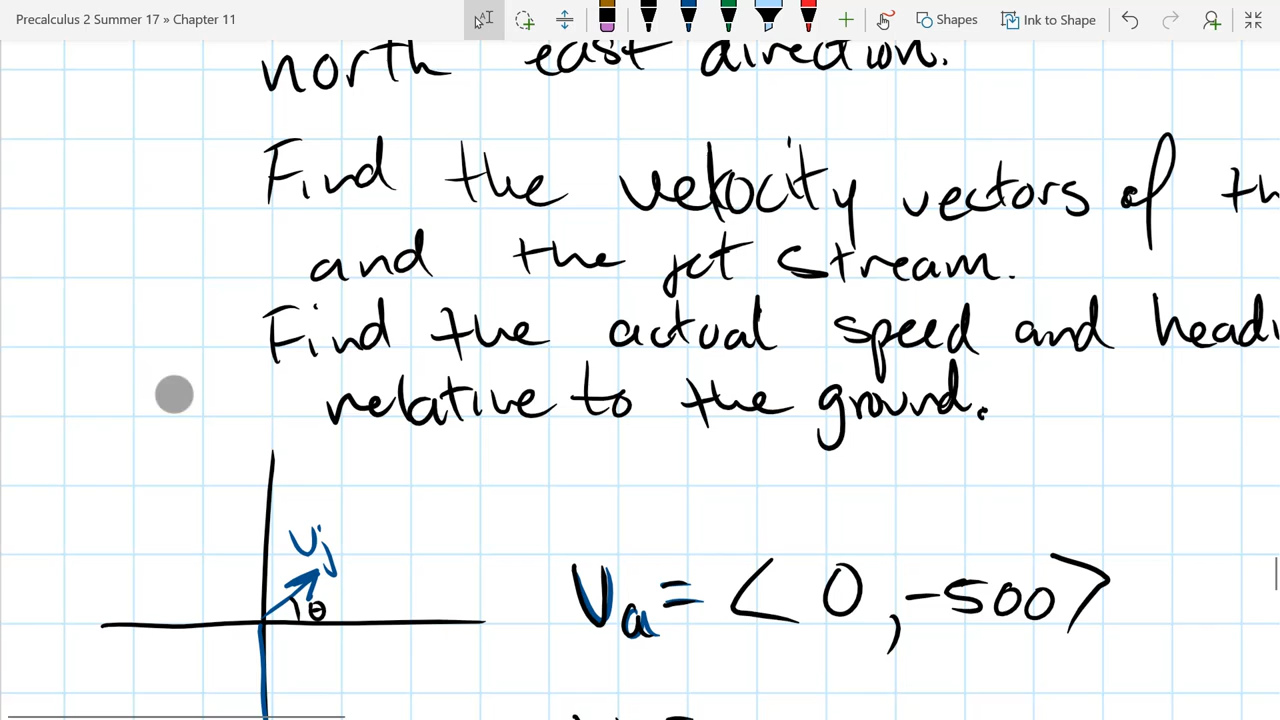 Precalculus 2 Summer 17 » Chapter 11
Shapes
Ink to Shape
north east direction.
Find the velocity vectors of th
and the jet stream.
Find the actual speed and headi
relative to the ground.
Vj
θ
Va = < 0, -500>